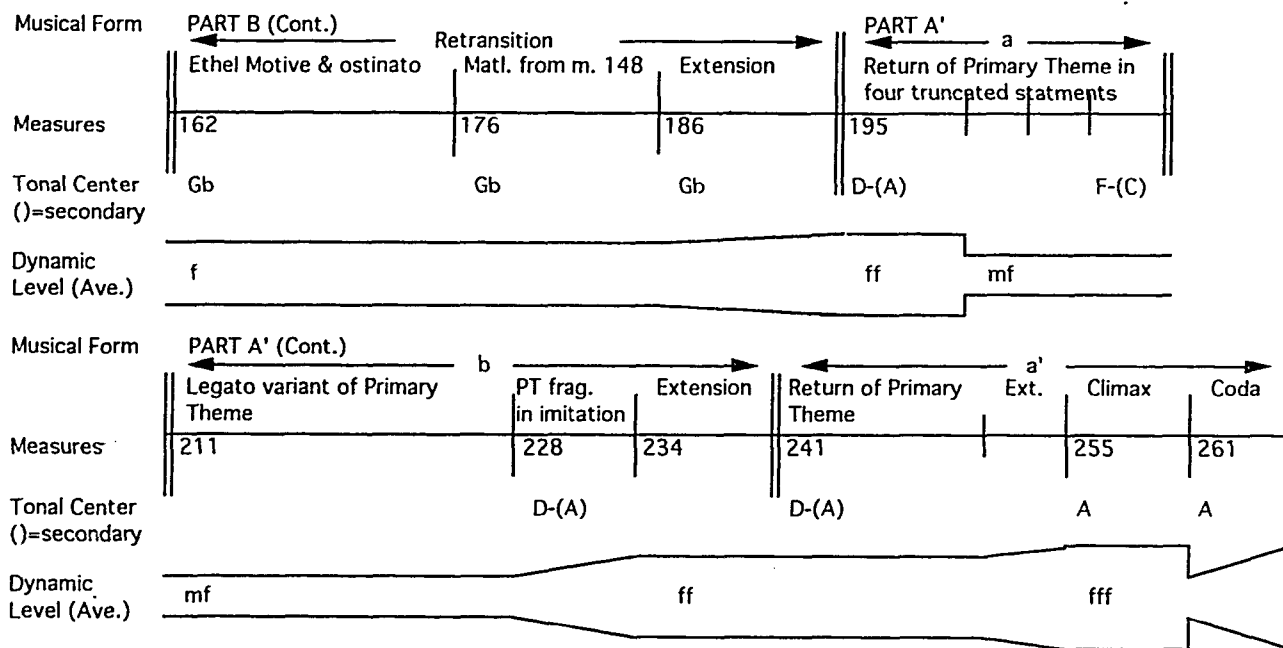 Musical Form PART B (Cont.) PART A'
Retransition a
Ethel Motive & ostinato Matl. from m. 148 Extension Return of Primary Theme in
four truncated statments
Measures 162 176 186 195
Tonal Center Gb Gb Gb D-(A) F-(C)
()=secondary
Dynamic f ff mf
Level (Ave.)
Musical Form PART A' (Cont.)
b a'
Legato variant of Primary PT frag. Extension Return of Primary Ext. Climax Coda
Theme in imitation Theme
Measures 211 228 234 241 255 261
Tonal Center D-(A) D-(A) A A
()=secondary
Dynamic mf ff fff
Level (Ave.)